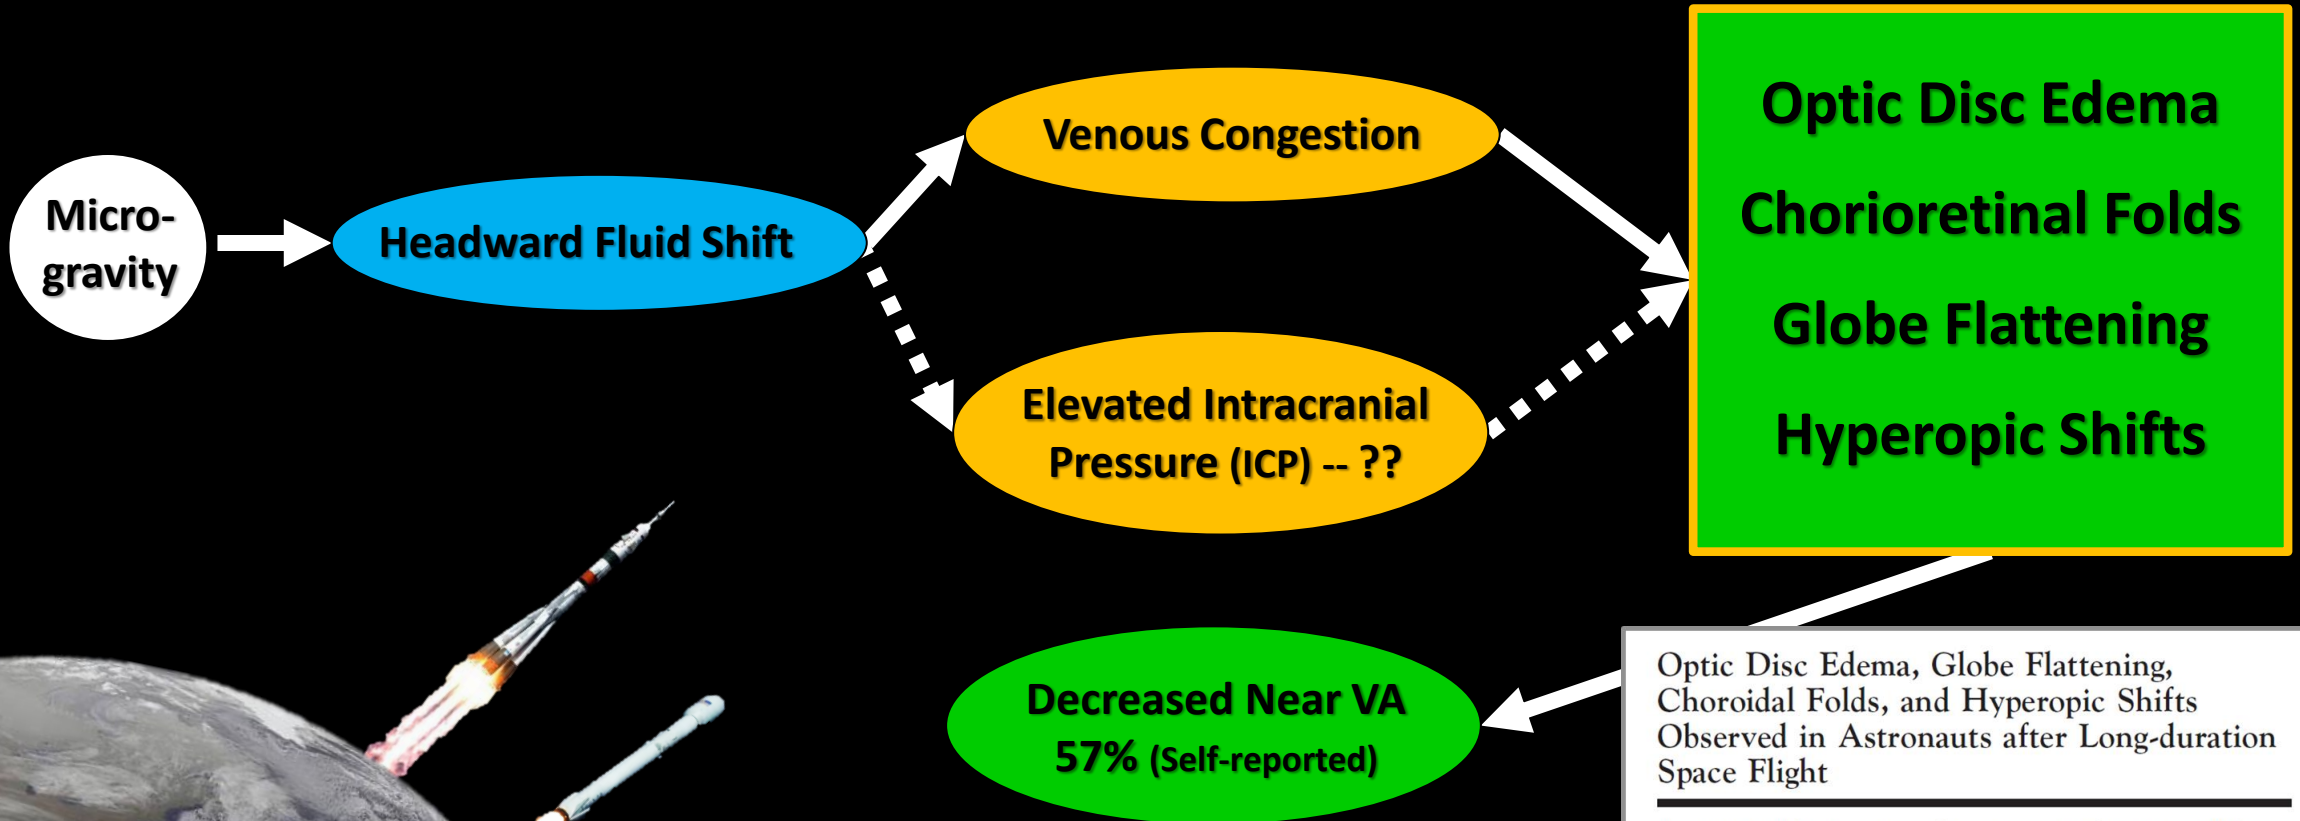 Micro-
gravity
Headward Fluid Shift
Venous Congestion
Elevated Intracranial
Pressure (ICP) -- ??
Optic Disc Edema
Chorioretinal Folds
Globe Flattening
Hyperopic Shifts
Decreased Near VA
57% (Self-reported)
Optic Disc Edema, Globe Flattening,
Choroidal Folds, and Hyperopic Shifts
Observed in Astronauts after Long-duration
Space Flight